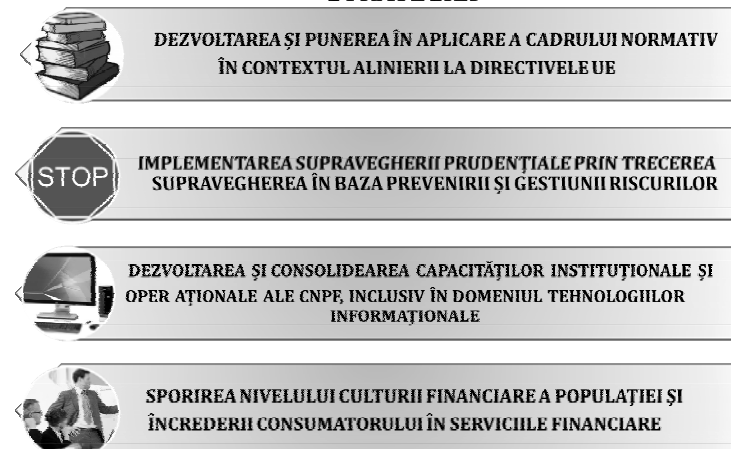 DEZVOLTAREA ȘI PUNEREA ÎN APLICARE A CADRULUI NORMATIV
ÎN CONTEXTUL ALINIERII LA DIRECTIVELE UE
STOP
IMPLEMENTAREA SUPRAVEGHERII PRUDENȚIALE PRIN TRECEREA
SUPRAVEGHEREA ÎN BAZA PREVENIRII ȘI GESTIUNII RISCURILOR
DEZVOLTAREA ȘI CONSOLIDEAREA CAPACITĂȚILOR INSTITUȚIONALE ȘI
OPER AȚIONALE ALE CNPF, INCLUSIV ÎN DOMENIUL TEHNOLOGIILOR
INFORMAȚIONALE
SPORIREA NIVELULUI CULTURII FINANCIARE A POPULAȚIEI ȘI
ÎNCREDERII CONSUMATORULUI ÎN SERVICIILE FINANCIARE